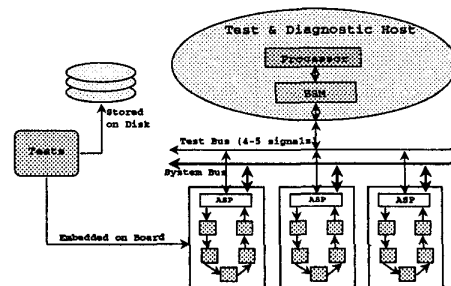 Test & Diagnostic Host
Processor
BSM
Stored
on Disk
Tests
Test Bus (4-5 signals)
System Bus
ASP
ASP
ASP
Embedded on Board